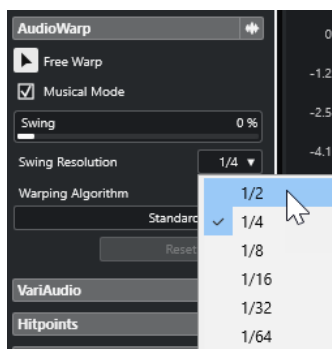 AudioWarp
0
Free Warp
-1.2
Musical Mode
-2.5
Swing 0 %
-4.1
Swing Resolution 1/4
Warping Algorithm 1/2
Standard 1/4
Reset 1/8
1/16
VariAudio
1/32
Hitpoints
1/64